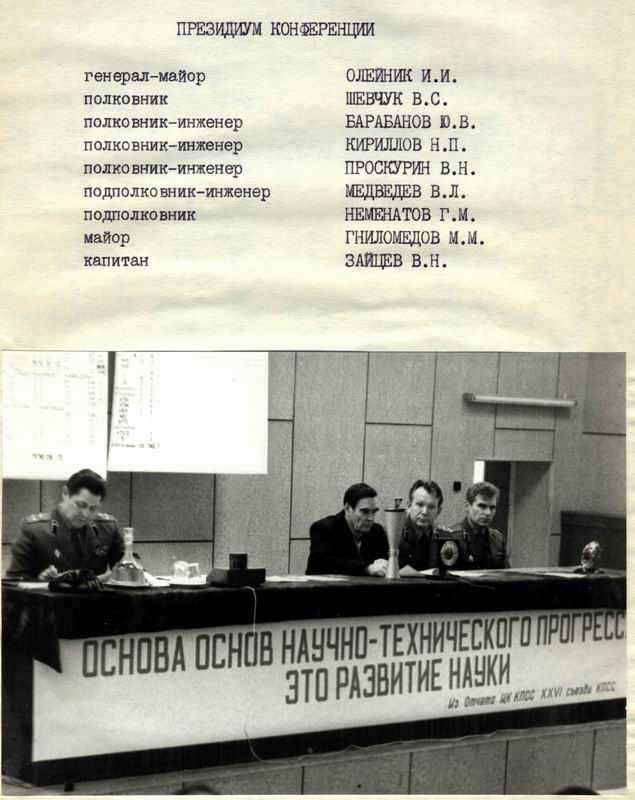 ПРЕЗИДИУМ КОНФЕРЕНЦИИ
генерал-майор ОЛЕЙНИК И.И.
полковник ШЕВЧУК В.С.
полковник-инженер БАРАБАНОВ Ю.В.
полковник-инженер КИРИЛЛОВ Н.П.
полковник-инженер ПРОСКУРИН В.Н.
подполковник-инженер МЕДВЕДЕВ В.Л.
подполковник НЕМЕНАТОВ Г.М.
майор ГНИЛОМЕДОВ М.М.
капитан ЗАЙЦЕВ В.Н.
ОСНОВА ОСНОВ НАУЧНО-ТЕХНИЧЕСКОГО ПРОГРЕСС
ЭТО РАЗВИТИЕ НАУКИ
Из Отчета ЦК КПСС XXVI съезду КПСС